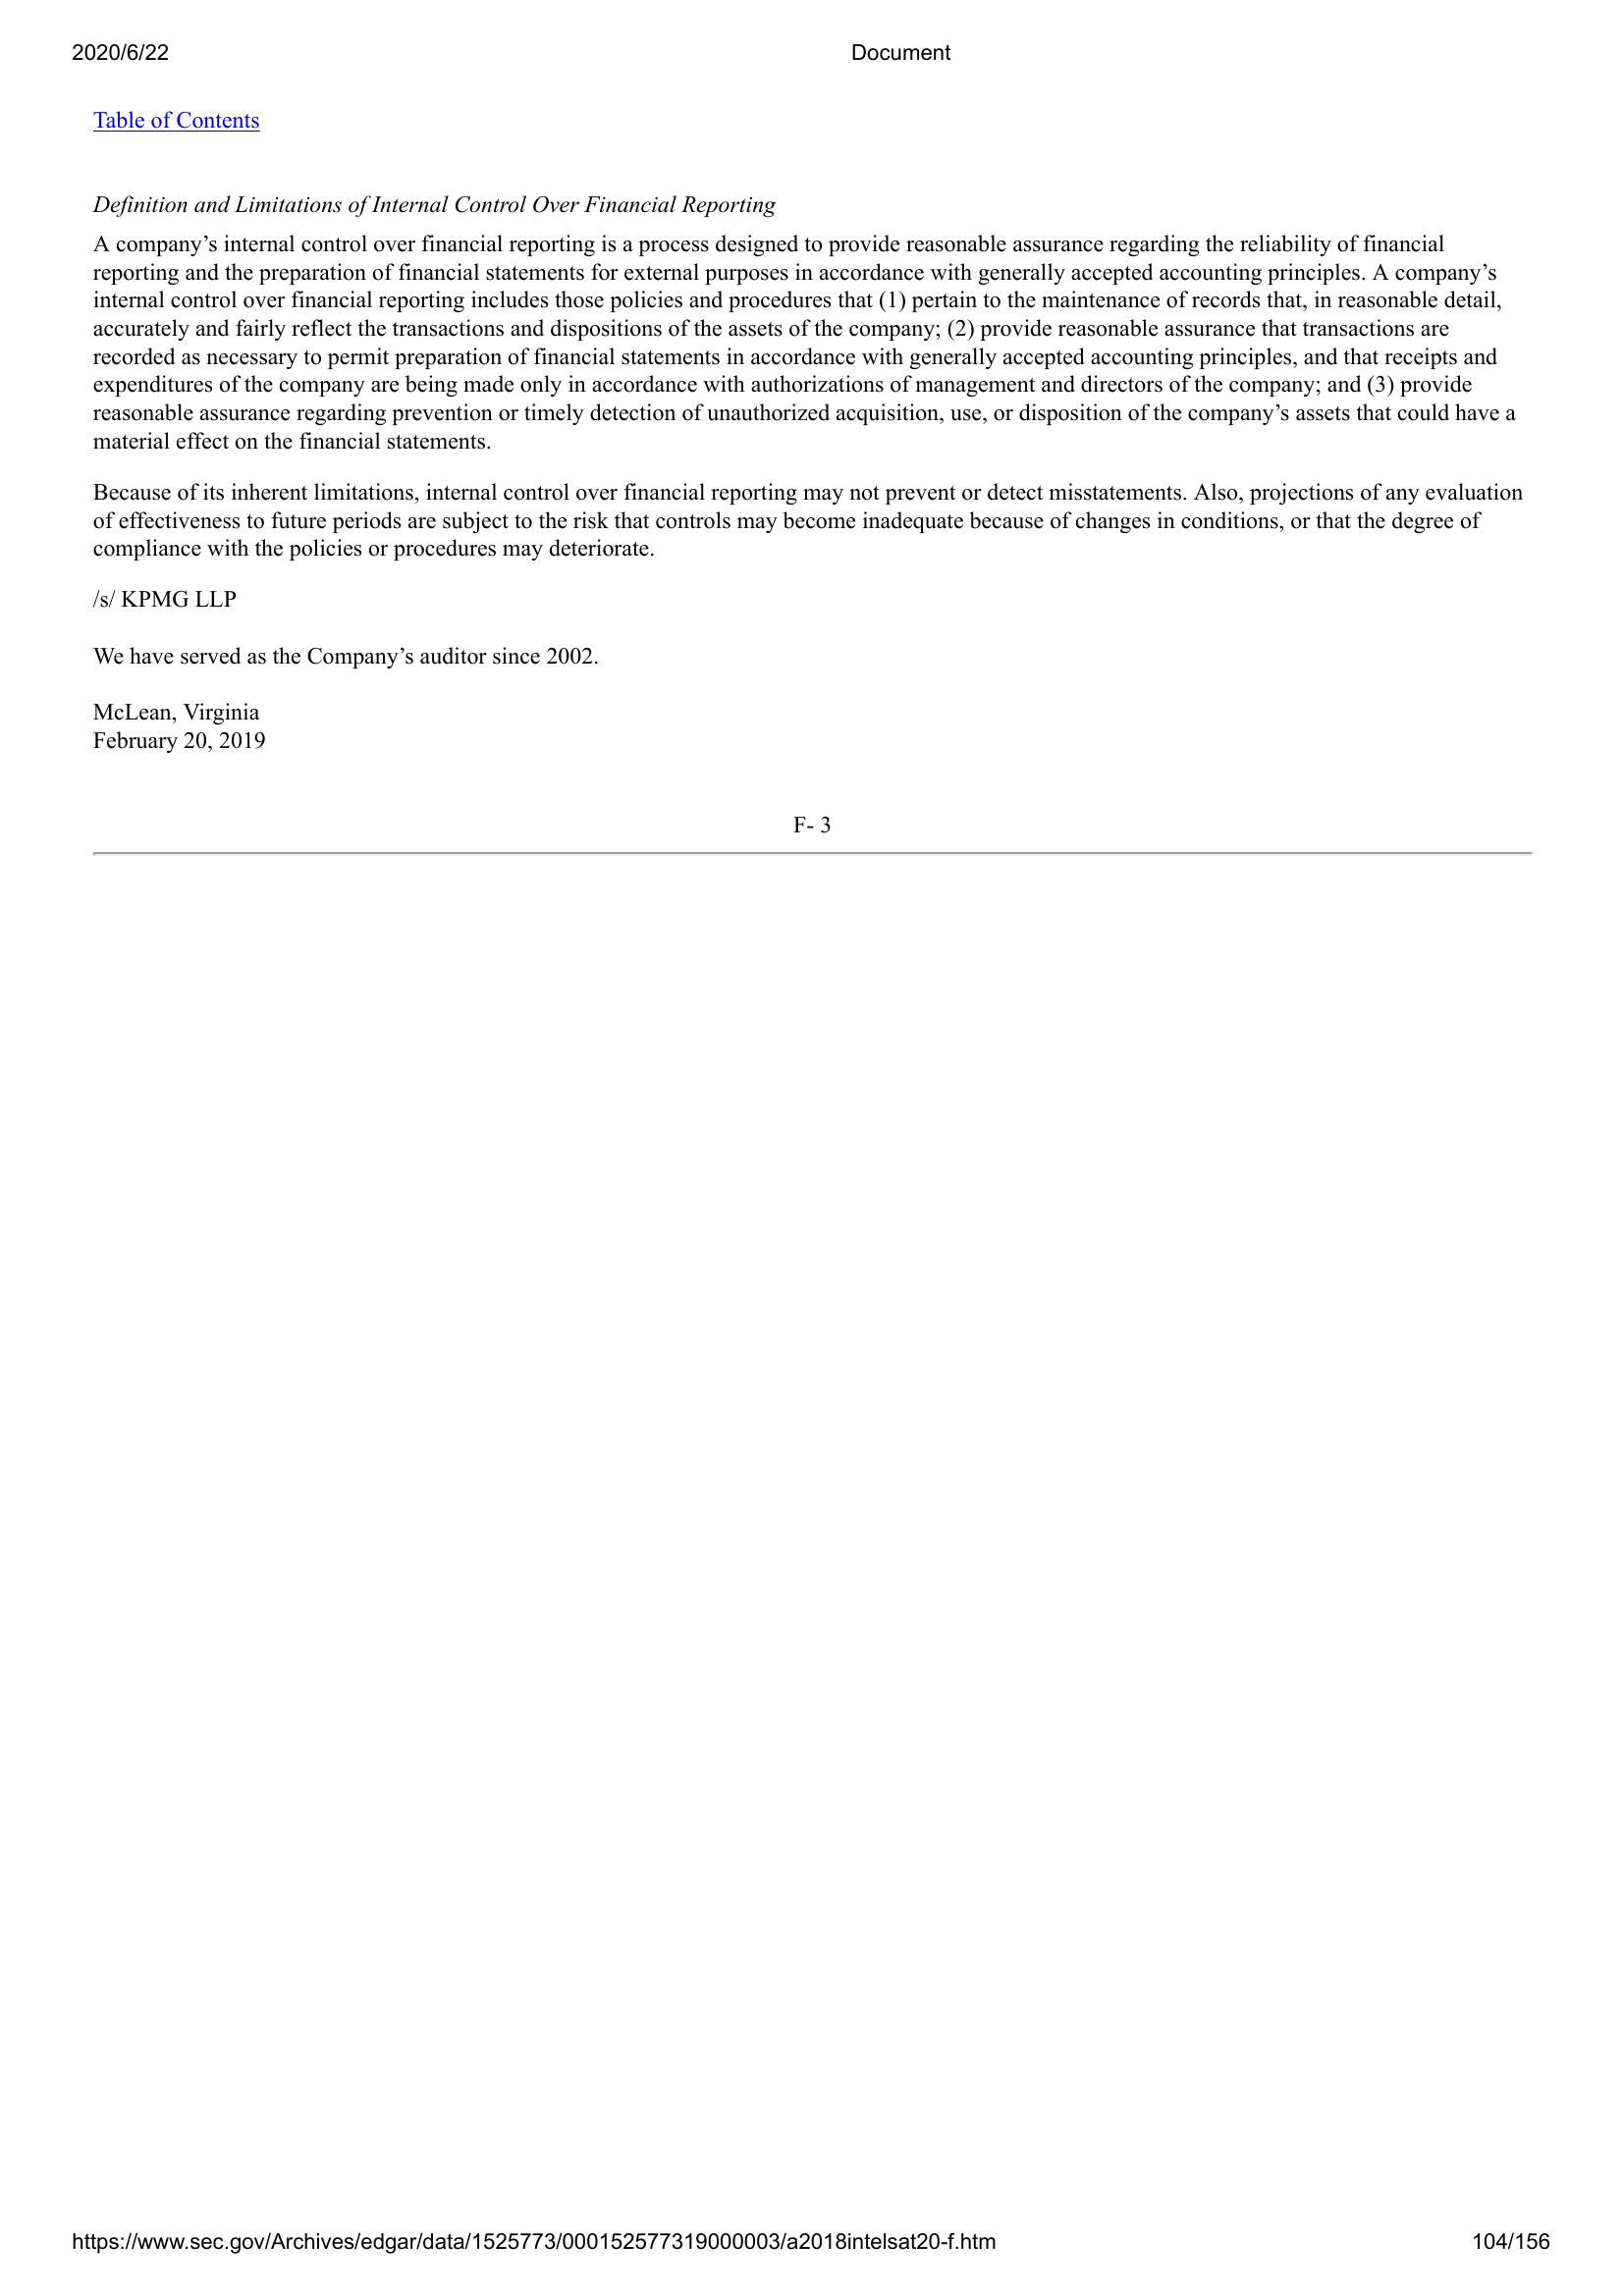 2020/6/22 Document
Table of Contents
Definition and Limitations of Internal Control Over Financial Reporting
A company’s internal control over financial reporting is a process designed to provide reasonable assurance regarding the reliability of financial
reporting and the preparation of financial statements for external purposes in accordance with generally accepted accounting principles. A company’s
internal control over financial reporting includes those policies and procedures that (1) pertain to the maintenance of records that, in reasonable detail,
accurately and fairly reflect the transactions and dispositions of the assets of the company; (2) provide reasonable assurance that transactions are
recorded as necessary to permit preparation of financial statements in accordance with generally accepted accounting principles, and that receipts and
expenditures of the company are being made only in accordance with authorizations of management and directors of the company; and (3) provide
reasonable assurance regarding prevention or timely detection of unauthorized acquisition, use, or disposition of the company’s assets that could have a
material effect on the financial statements.
Because of its inherent limitations, internal control over financial reporting may not prevent or detect misstatements. Also, projections of any evaluation
of effectiveness to future periods are subject to the risk that controls may become inadequate because of changes in conditions, or that the degree of
compliance with the policies or procedures may deteriorate.
/s/ KPMG LLP
We have served as the Company’s auditor since 2002.
McLean, Virginia
February 20, 2019
F- 3
https://www.sec.gov/Archives/edgar/data/1525773/000152577319000003/a2018intelsat20-f.htm 104/156